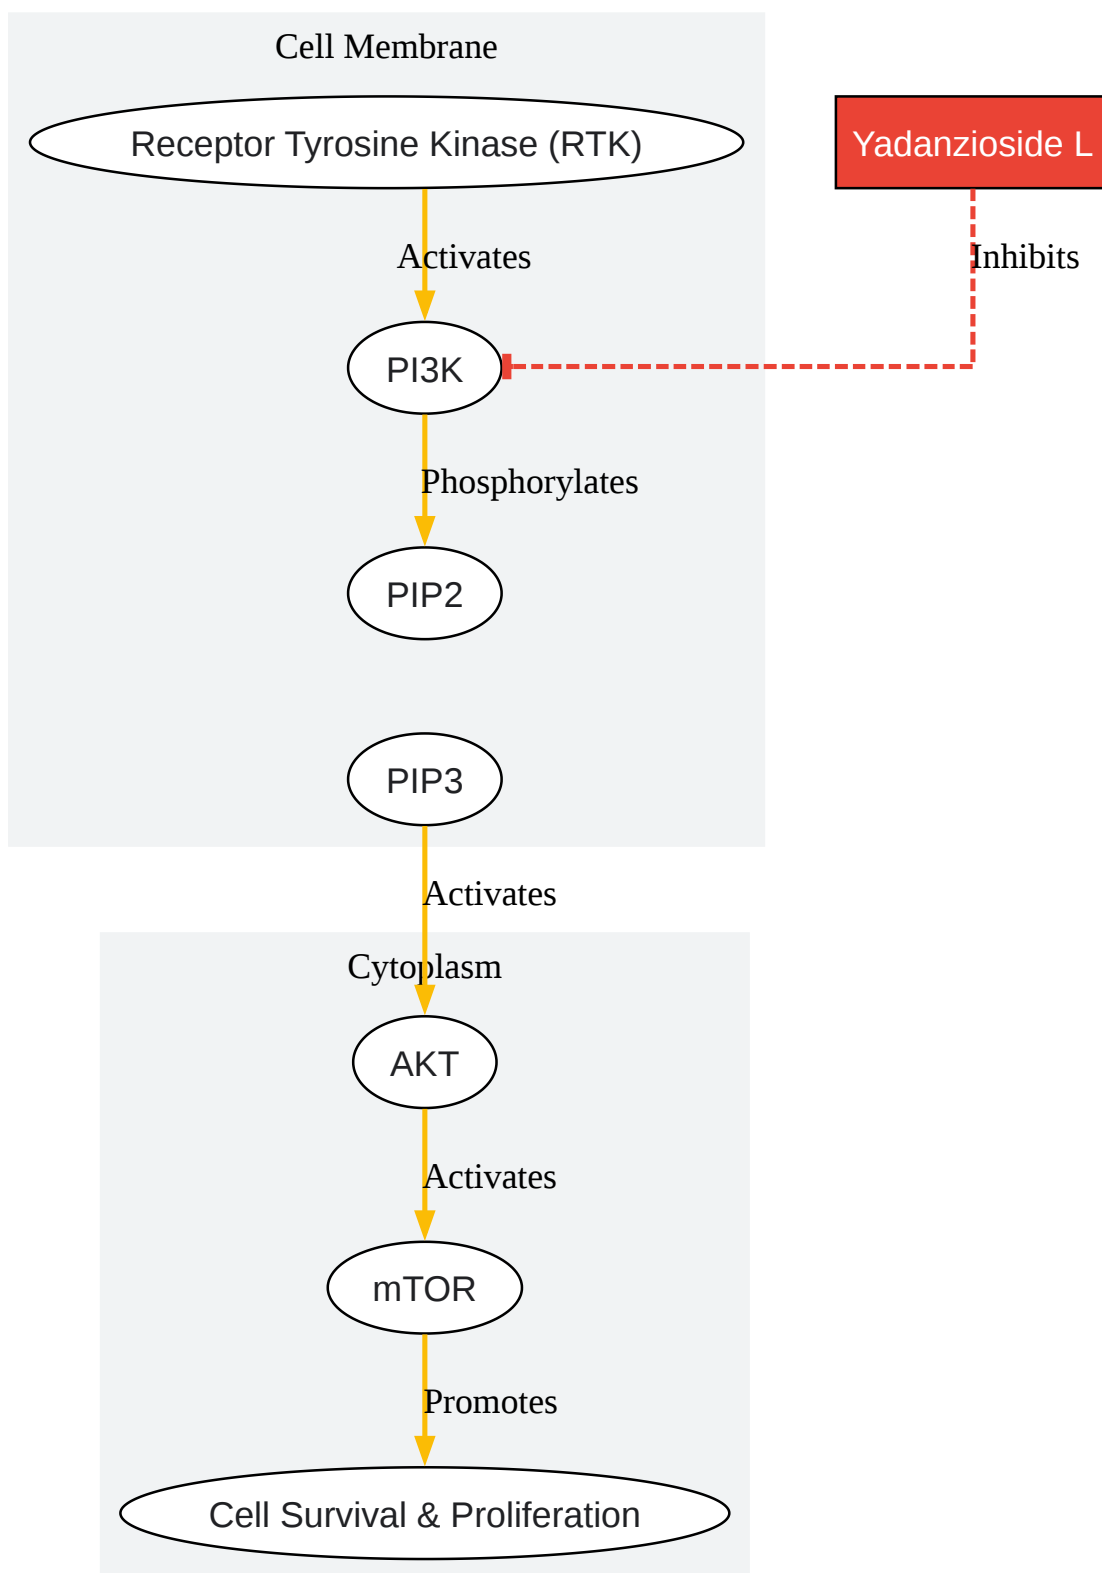 Cell Membrane
Receptor Tyrosine Kinase (RTK)
Yadanzioside L
Activates
Inhibits
PI3K
Phosphorylates
PIP2
PIP3
Activates
Cytoplasm
AKT
Activates
mTOR
Promotes
Cell Survival & Proliferation